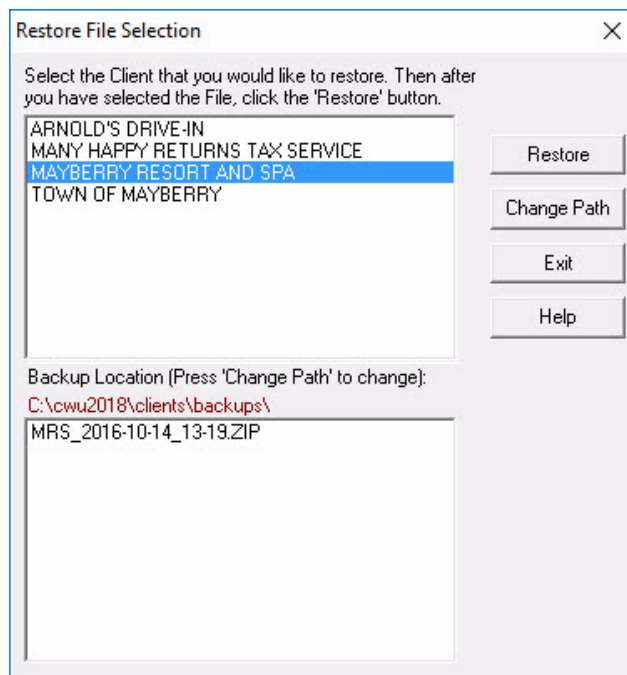 Restore File Selection
Select the Client that you would like to restore. Then after
you have selected the File, click the 'Restore' button.
ARNOLD'S DRIVE-IN
MANY HAPPY RETURNS TAX SERVICE
MAYBERRY RESORT AND SPA
TOWN OF MAYBERRY
Restore
Change Path
Exit
Help
Backup Location (Press 'Change Path' to change):
C:\cwu2018\clients\backups\
MRS_2016-10-14_13-19.ZIP